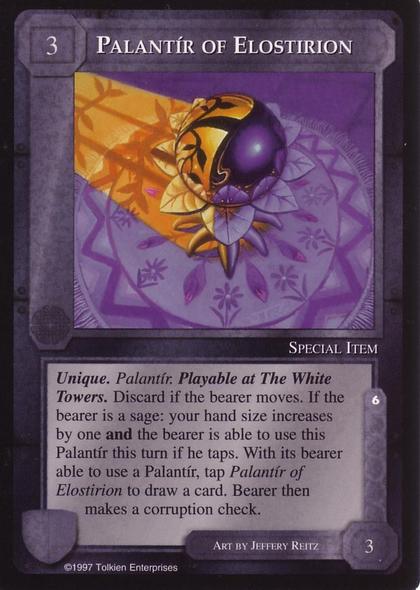 3
PALANTÍR OF ELOSTIRION
SPECIAL ITEM
Unique. Palantír. Playable at The White
Towers. Discard if the bearer moves. If the
bearer is a sage: your hand size increases
by one and the bearer is able to use this
Palantír this turn if he taps. With its bearer
able to use a Palantír, tap Palantír of
Elostirion to draw a card. Bearer then
makes a corruption check.
6
ART BY JEFFERY REITZ
3
©1997 Tolkien Enterprises